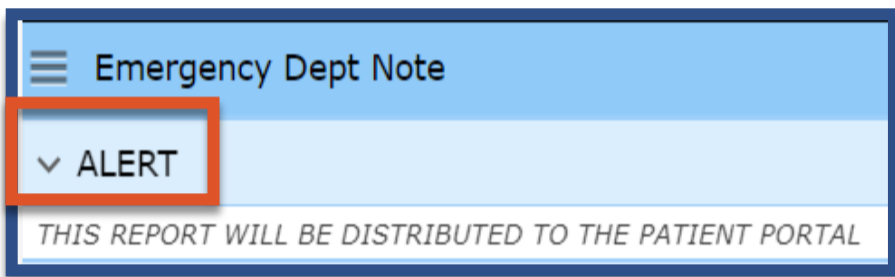 Emergency Dept Note
ALERT
THIS REPORT WILL BE DISTRIBUTED TO THE PATIENT PORTAL